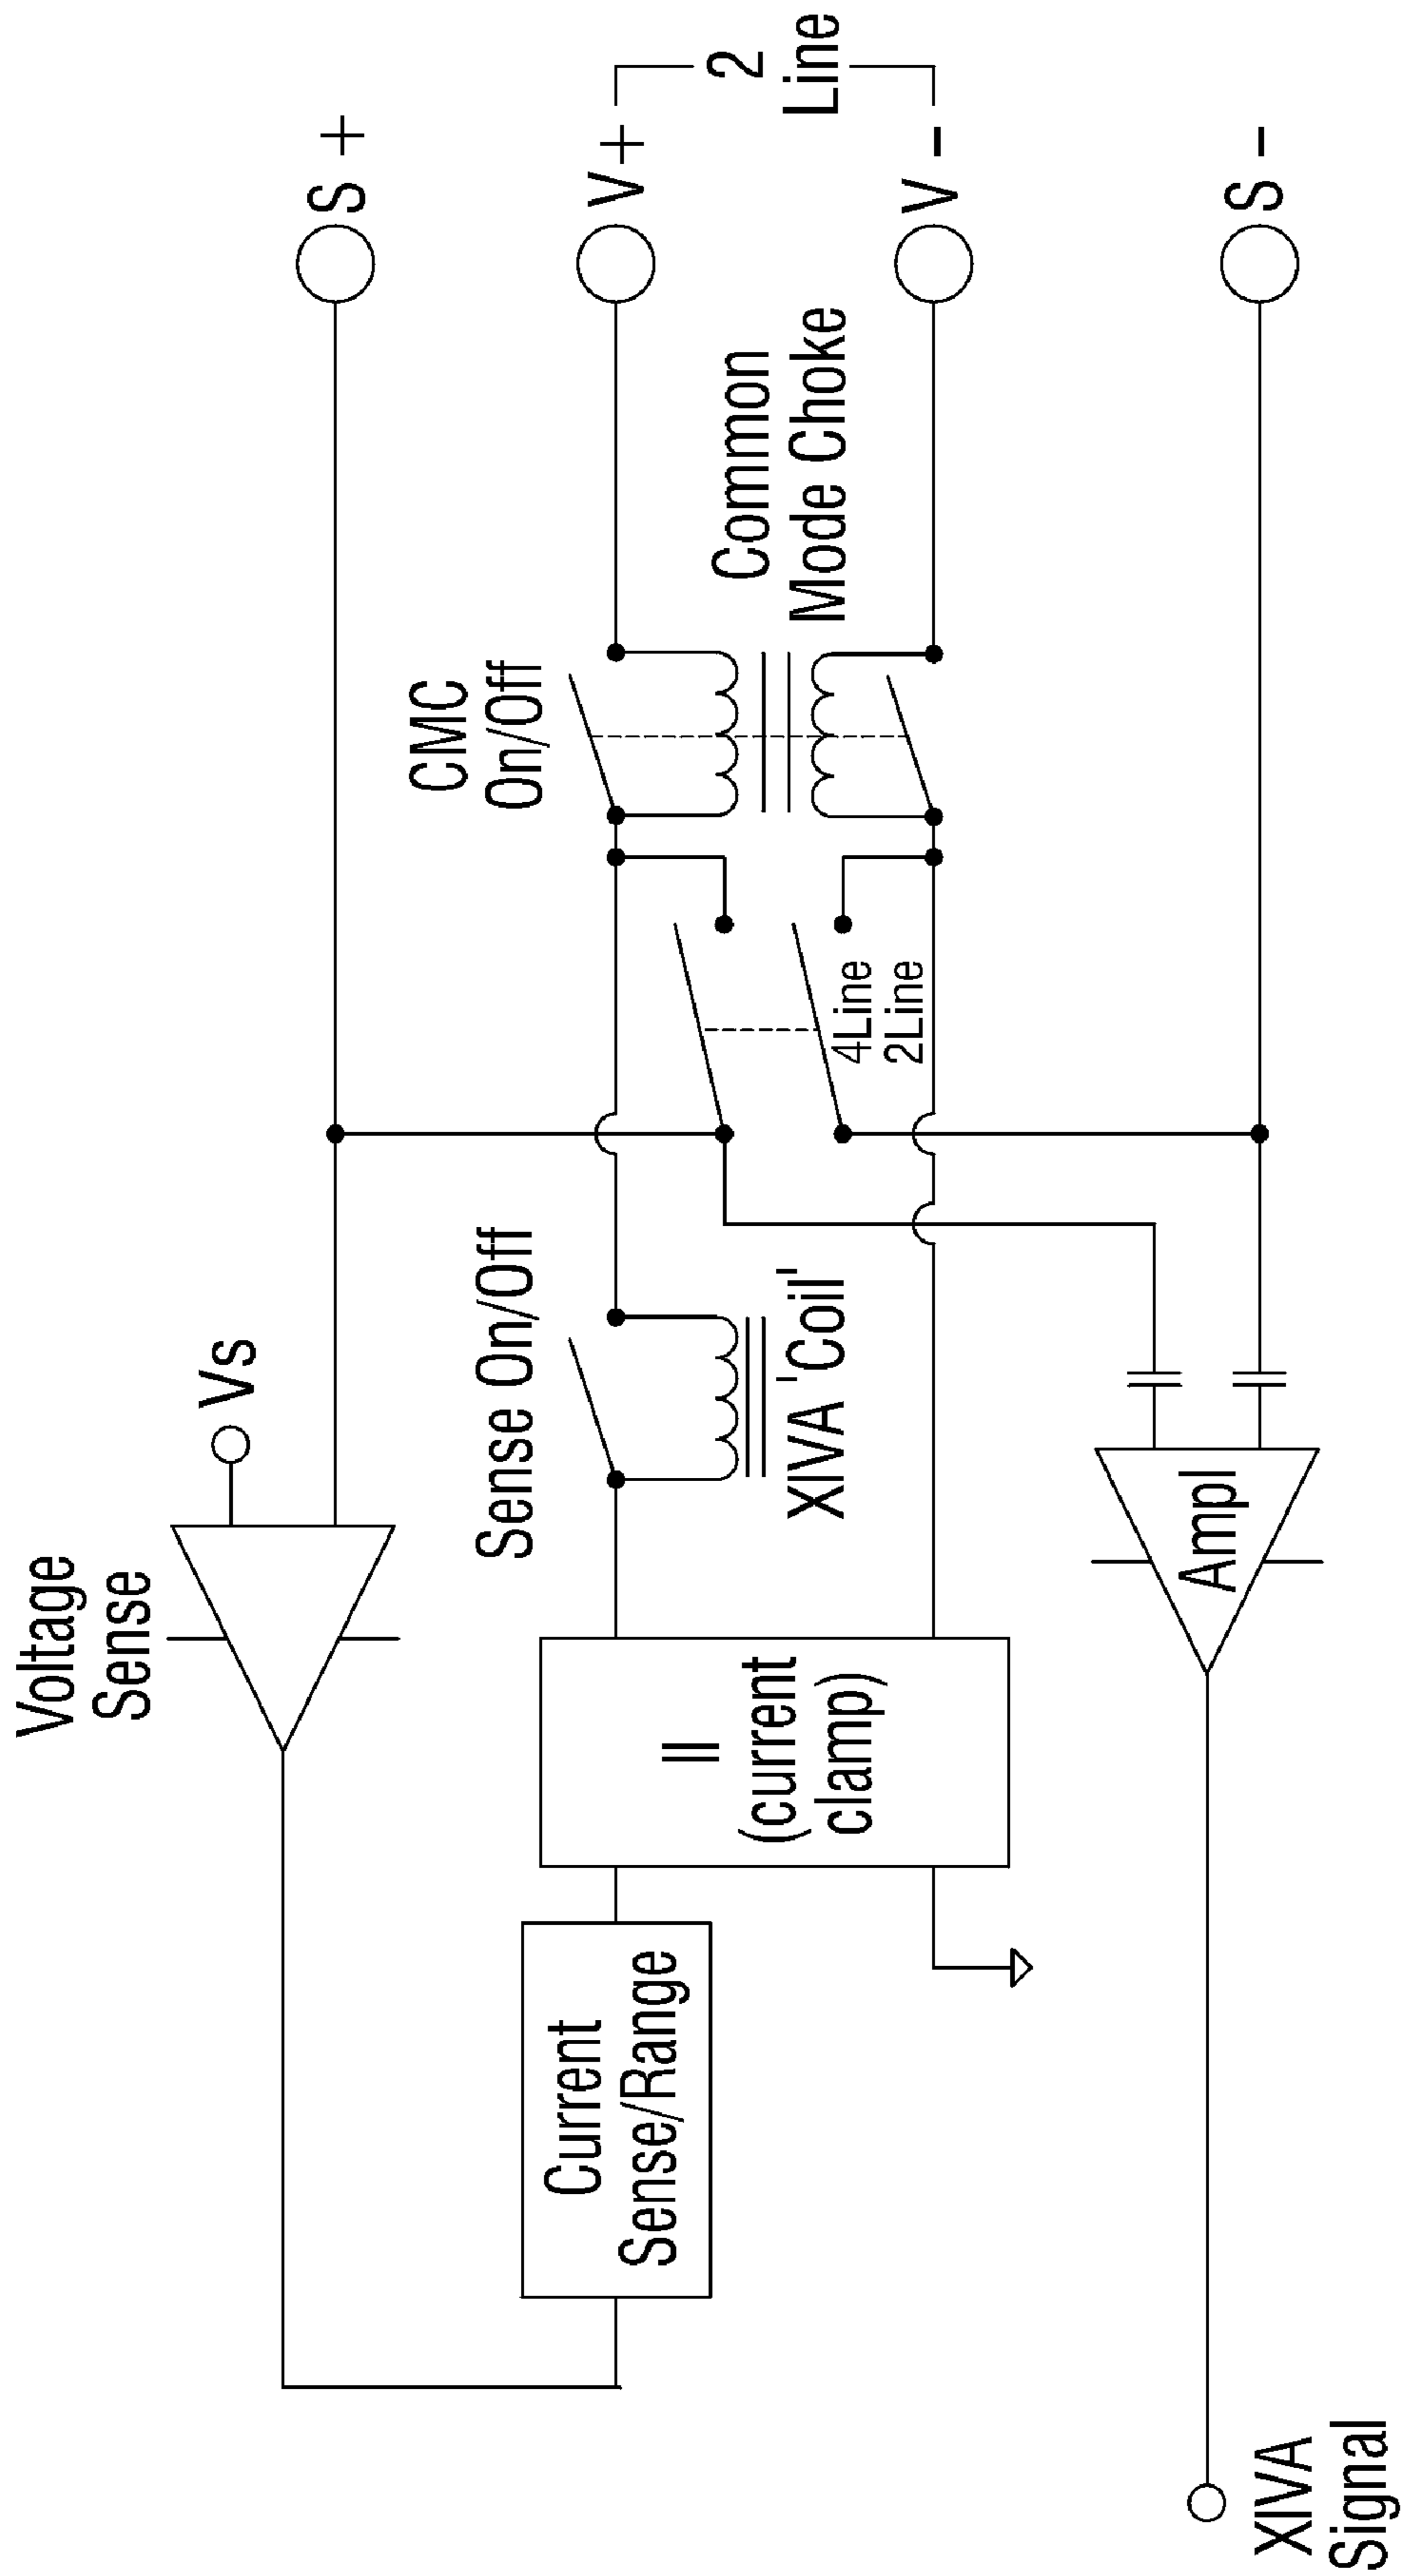 Voltage
Sense
Vs
S +
V +
V -
S -
2
Line
CMC
On/Off
Common
Mode Choke
4Line
2Line
Sense On/Off
XIVA 'Coil'
II
(current
clamp)
Current
Sense/Range
Ampl
XIVA
Signal